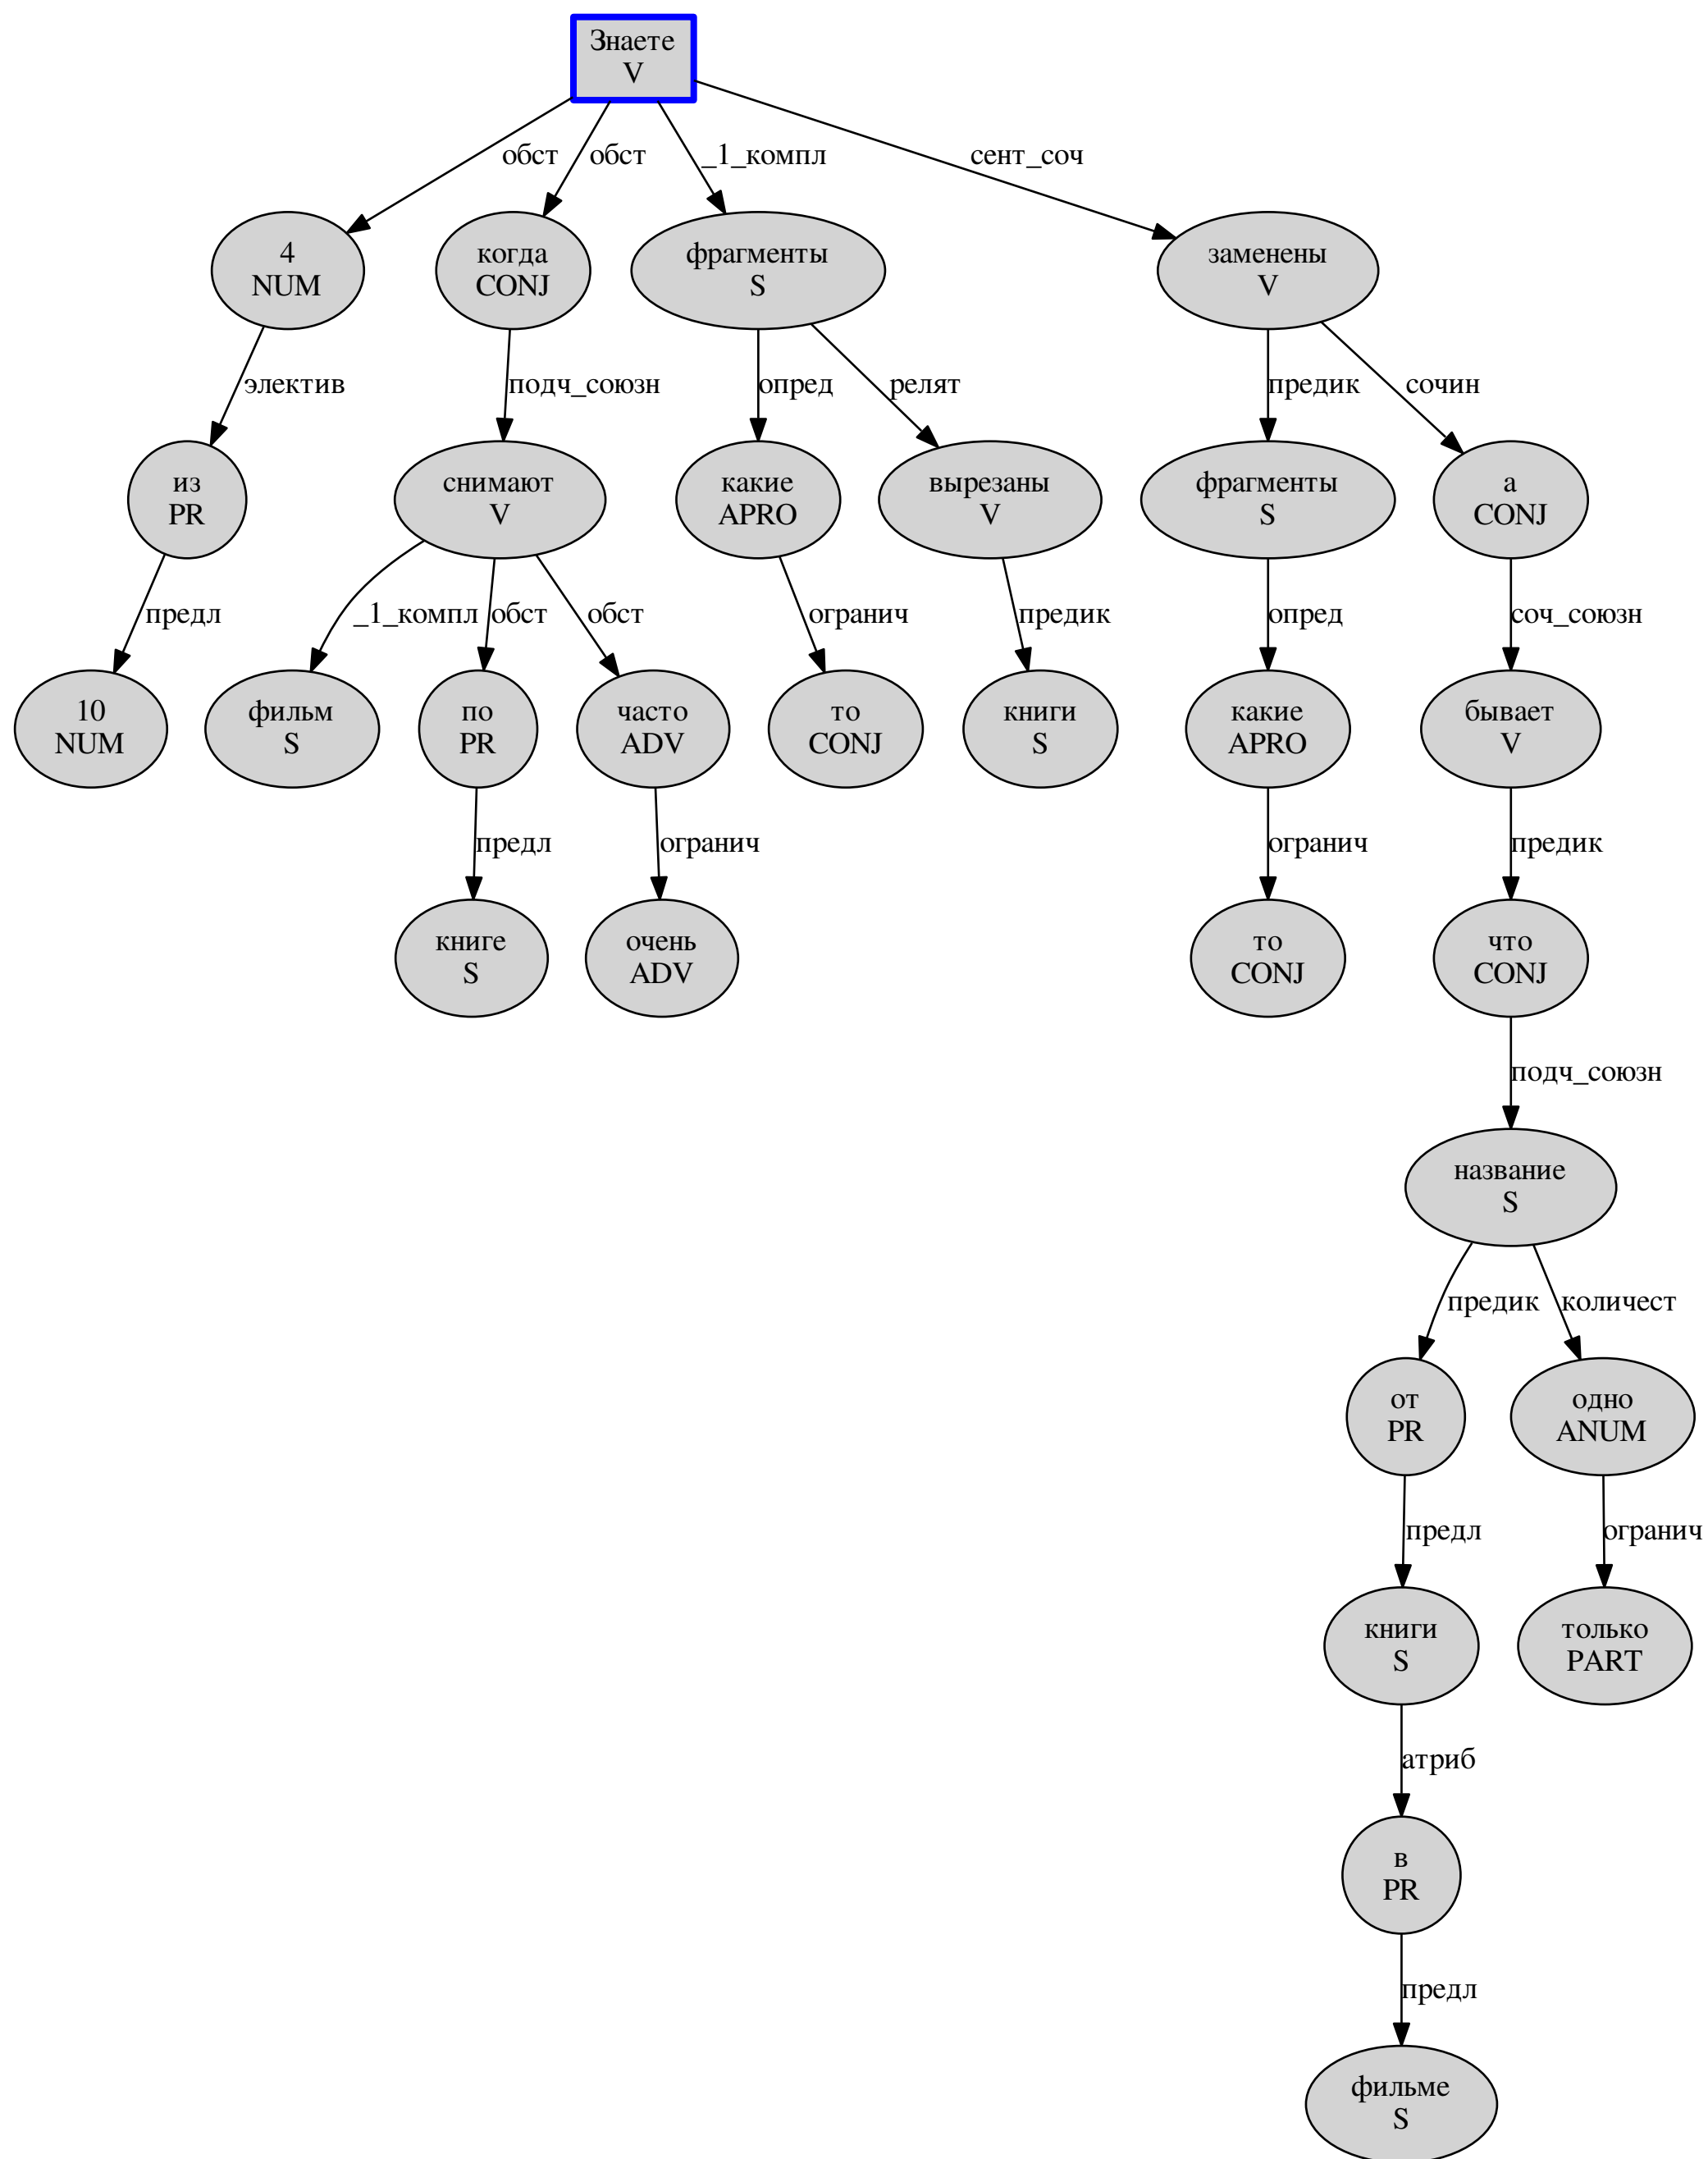 Знаете
V
обст
обст
_1_компл
сент_соч
4
NUM
когда
CONJ
фрагменты
S
заменены
V
электив
подч_союзн
опред
релят
предик
сочин
из
PR
снимают
V
какие
APRO
вырезаны
V
фрагменты
S
а
CONJ
предл
_1_компл
обст
обст
огранич
предик
опред
соч_союзн
10
NUM
фильм
S
по
PR
часто
ADV
то
CONJ
книги
S
какие
APRO
бывает
V
предл
огранич
огранич
предик
книге
S
очень
ADV
то
CONJ
что
CONJ
подч_союзн
название
S
предик
количест
от
PR
одно
ANUM
предл
огранич
книги
S
только
PART
атриб
в
PR
предл
фильме
S